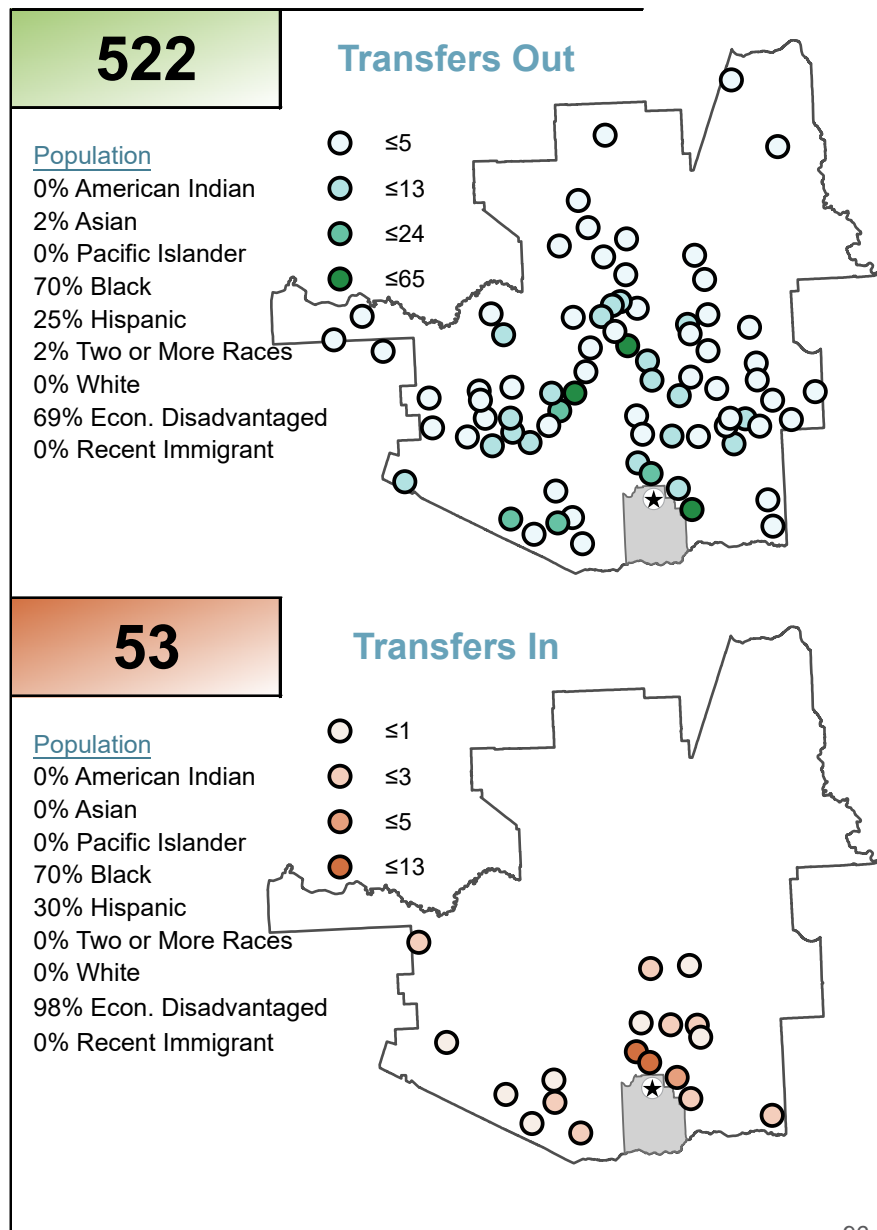 522
Transfers Out
Population
0% American Indian
2% Asian
0% Pacific Islander
70% Black
25% Hispanic
2% Two or More Races
0% White
69% Econ. Disadvantaged
0% Recent Immigrant
≤5
≤13
≤24
≤65
53
Transfers In
Population
0% American Indian
0% Asian
0% Pacific Islander
70% Black
30% Hispanic
0% Two or More Races
0% White
98% Econ. Disadvantaged
0% Recent Immigrant
≤1
≤3
≤5
≤13